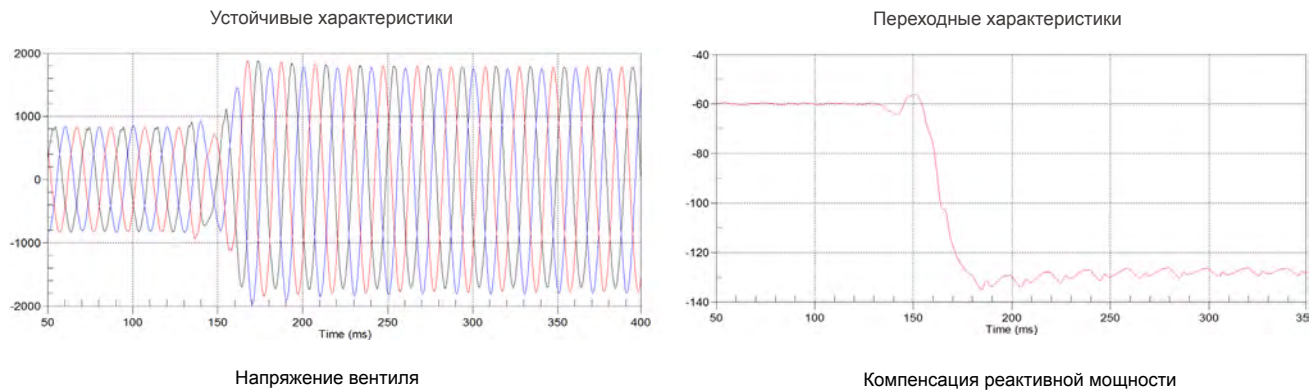 Устойчивые характеристики
Переходные характеристики
2000
1000
0
-1000
-2000
50 100 150 200 250 300 350 400
Time (ms)
-40
-60
-80
-100
-120
-140
50 100 150 200 250 300 35
Time (ms)
Напряжение вентиля
Компенсация реактивной мощности